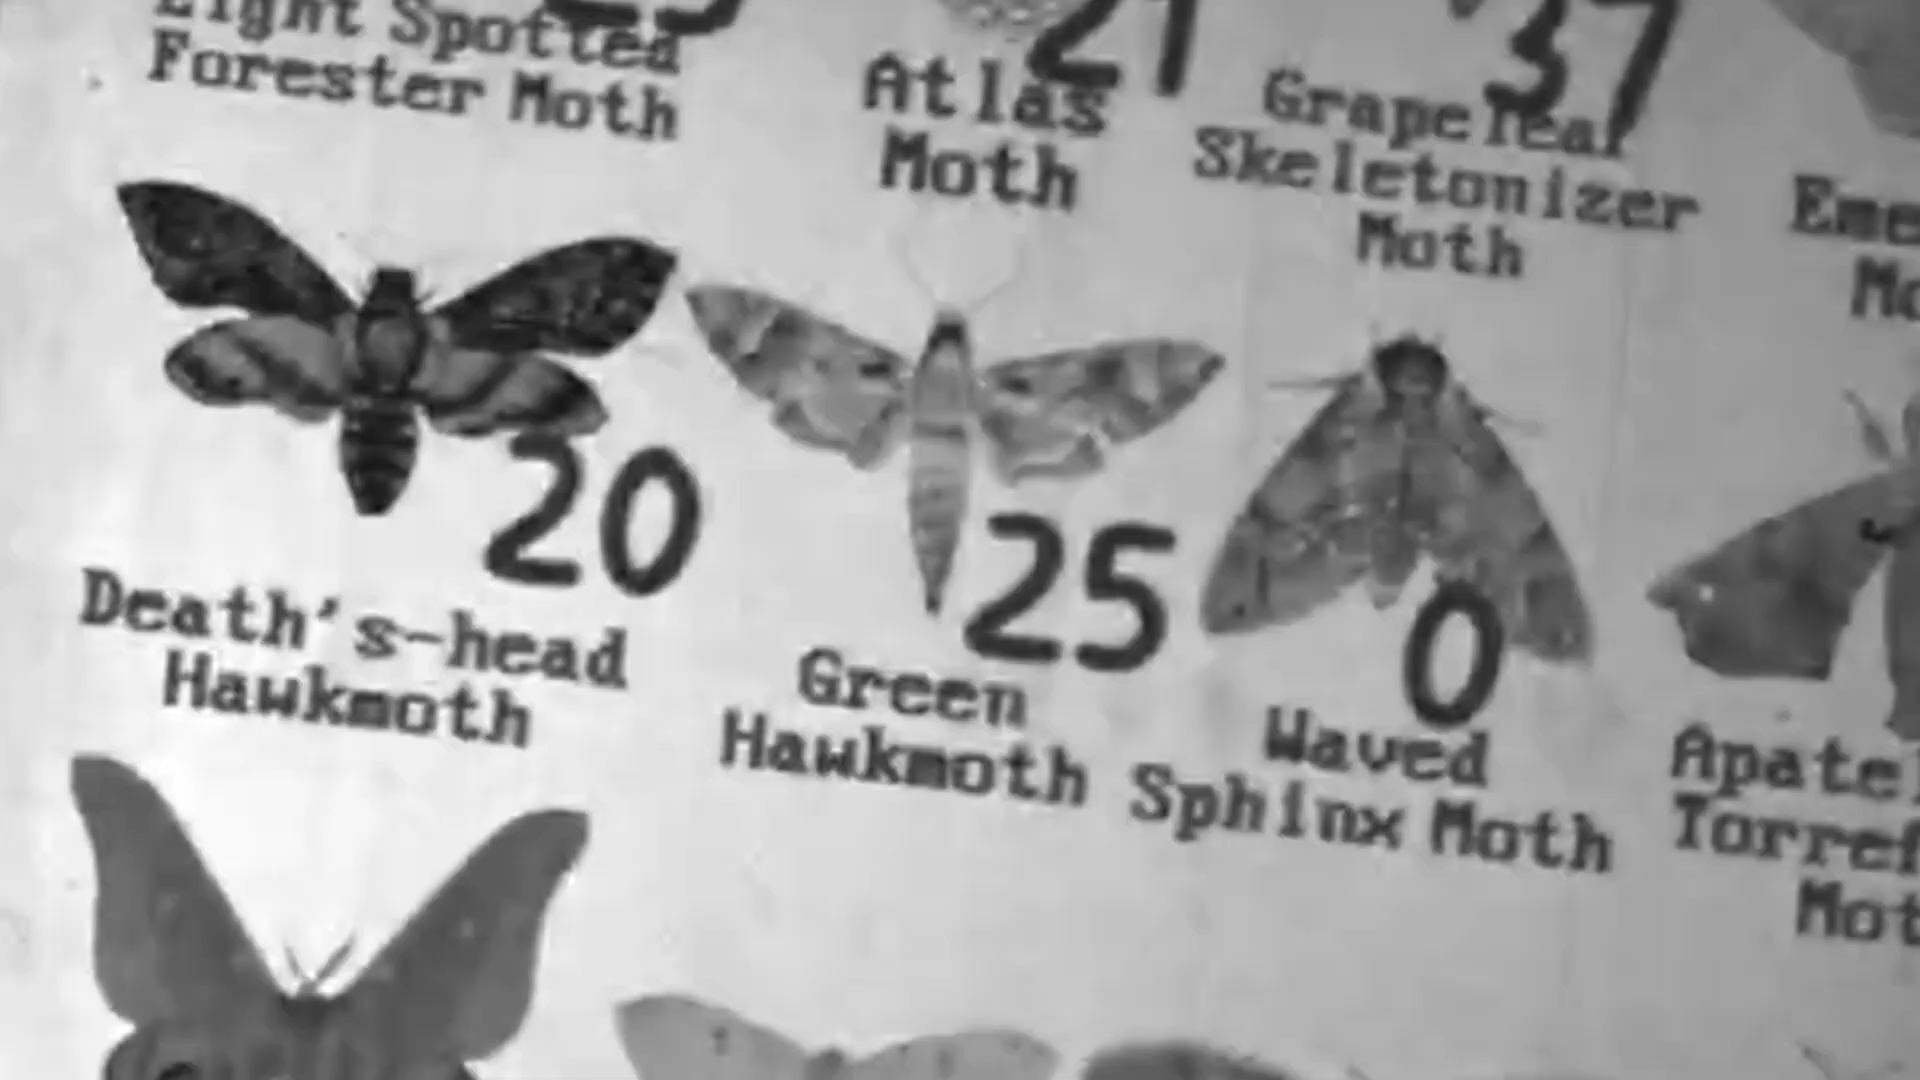 Eight Spotted
Forester Moth
21
Atlas
Moth
37
Grapeleaf
Skeletonizer
Moth
20
Death's-head
Hawkmoth
25
Green
Hawkmoth
0
Waved
Sphinx Moth